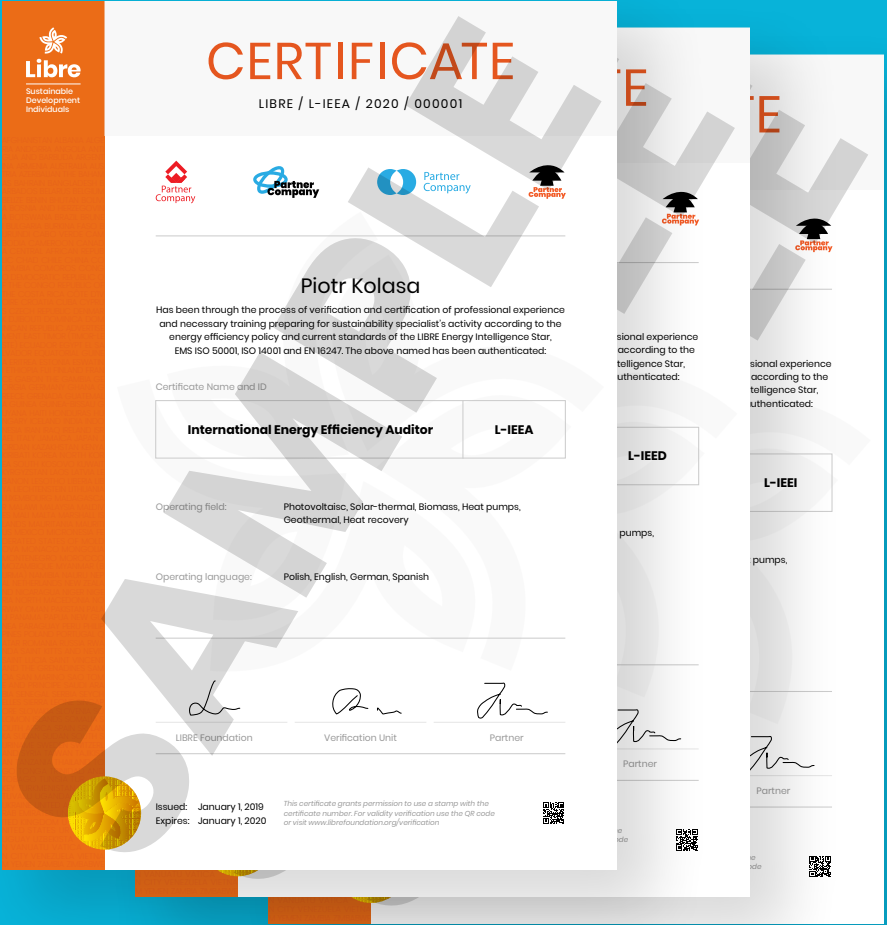 Libre
Sustainable
Development
Individuals
CERTIFICATE
LIBRE / L-IEEA / 2020 / 000001
Partner
Company
Partner
Company
Partner
Company
Partner
Company
Piotr Kolasa
Has been through the process of verification and certification of professional experience
and necessary training preparing for sustainability specialist's activity according to the
energy efficiency policy and current standards of the LIBRE Energy Intelligence Star,
EMS ISO 50001, ISO 14001 and EN 16247. The above named has been authenticated:
Certificate Name and ID
International Energy Efficiency Auditor L-IEEA
Operating field: Photovoltaisc, Solar-thermal, Biomass, Heat pumps,
Geothermal, Heat recovery
Operating language: Polish, English, German, Spanish
LIBRE Foundation Verification Unit Partner
Issued: January 1, 2019
Expires: January 1, 2020
This certificate grants permission to use a stamp with the
certificate number. For validity verification use the QR code
or visit www.librefoundation.org/verification
SAMPLE
TE
Partner
Company
sional experience
according to the
telligence Star,
uthenticated:
L-IEED
pumps,
Partner
e
de
LE
TE
Partner
Company
sional experience
according to the
telligence Star,
uthenticated:
L-IEEI
pumps,
Partner
e
ode
E